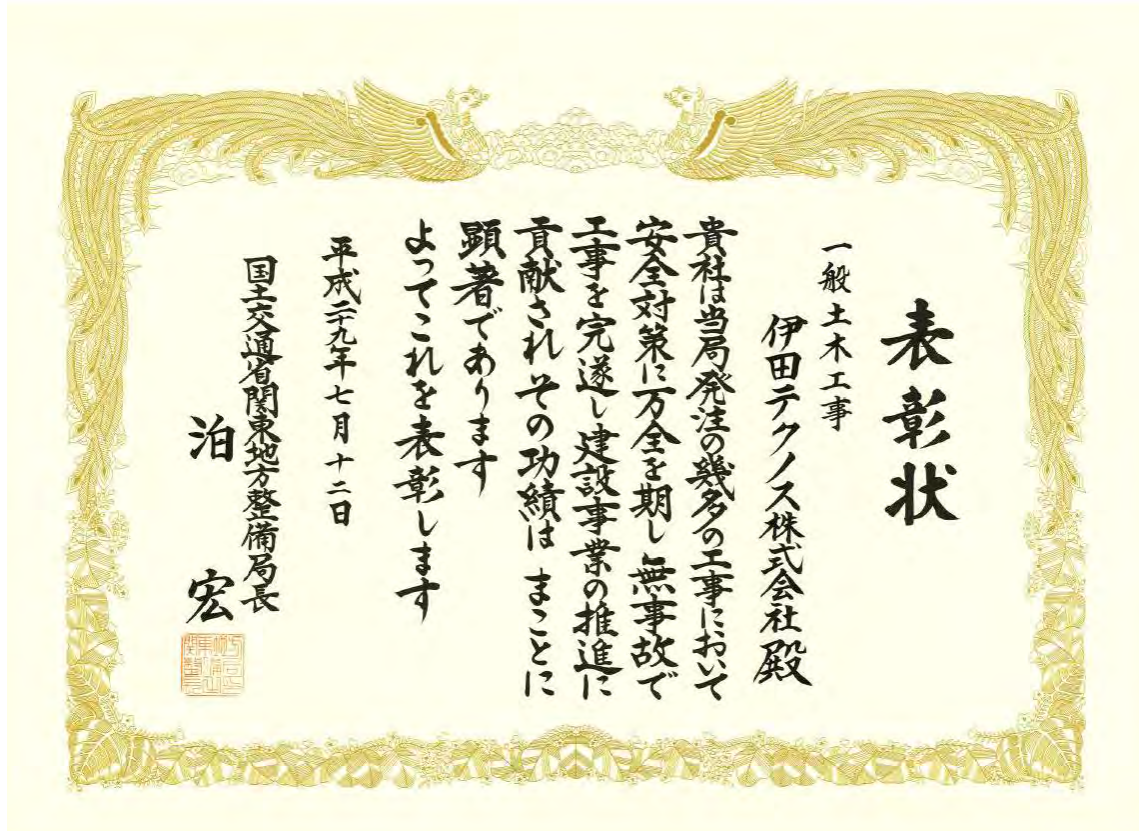 表彰状
一般土木工事
伊田テクノス株式会社殿
貴社は当局発注の幾多の工事において
安全対策に万全を期し無事故で
工事を完遂し建設事業の推進に
貢献されその功績は まことに
顕著であります
よってこれを表彰します
平成二十九年七月十二日
国土交通省関東地方整備局長
泊 宏